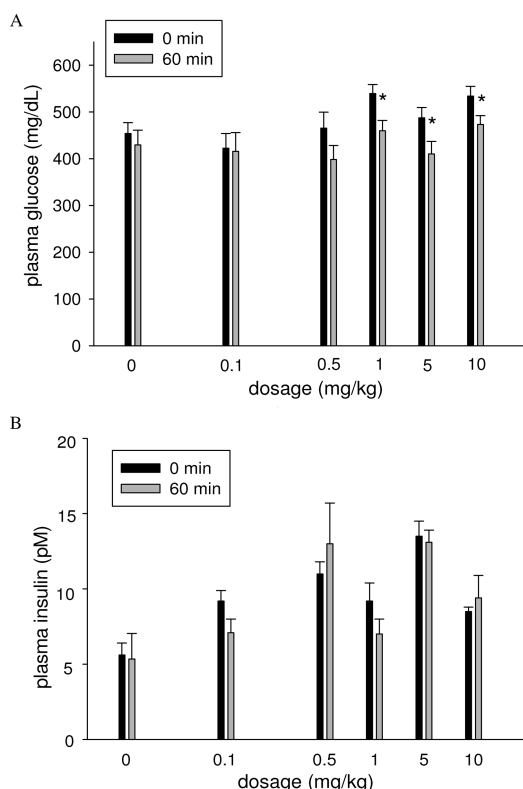 A
0 min
60 min
plasma glucose (mg/dL)
600
500
400
300
200
100
0
* * *
0 0.1 0.5 1 5 10
dosage (mg/kg)
B
0 min
60 min
plasma insulin (pM)
20
15
10
5
0
0 0.1 0.5 1 5 10
dosage (mg/kg)